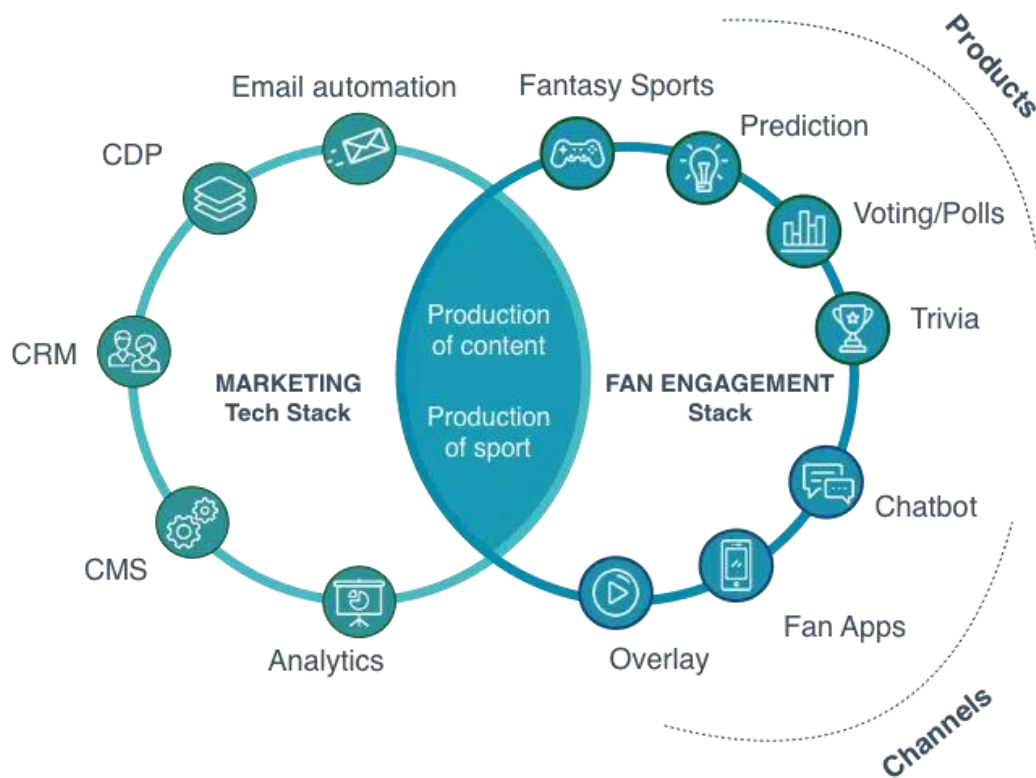 Products
Email automation
Fantasy Sports
Prediction
CDP
Voting/Polls
Production
of content
Trivia
CRM
MARKETING
Tech Stack
FAN ENGAGEMENT
Stack
Production
of sport
Chatbot
CMS
Fan Apps
Analytics
Overlay
Channels